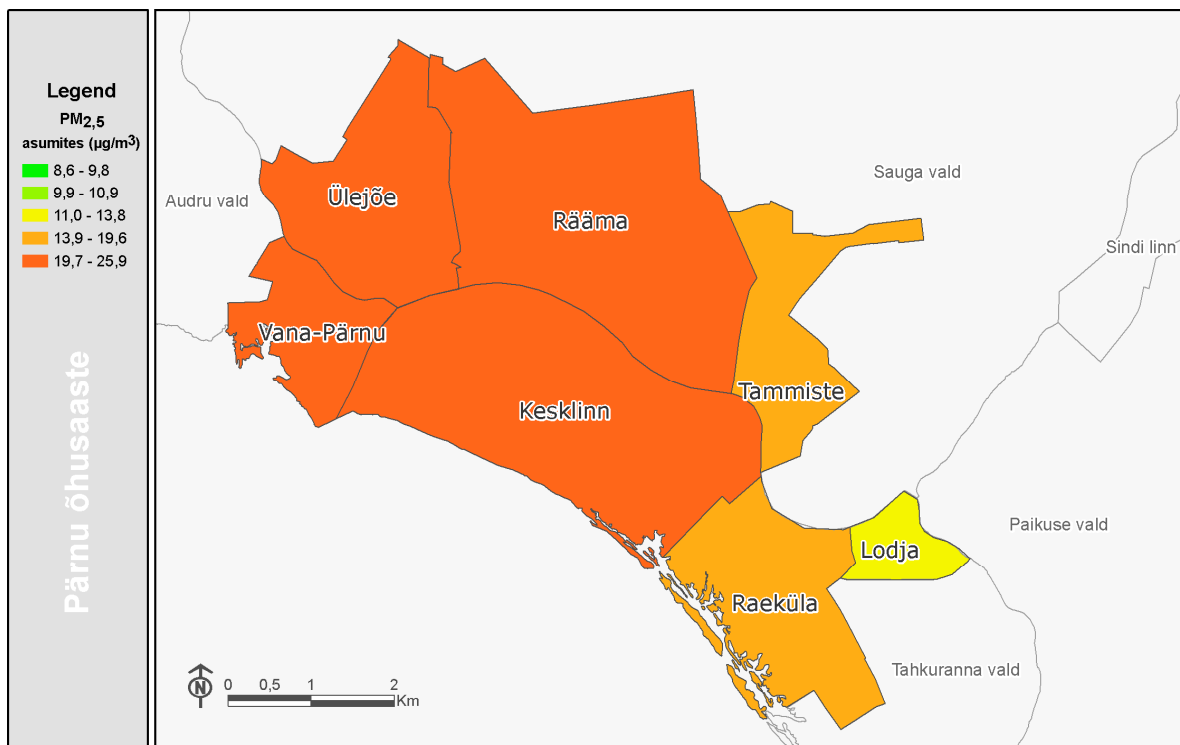 Legend
PM2,5
asumites (µg/m³)
8,6 - 9,8
9,9 - 10,9
11,0 - 13,8
13,9 - 19,6
19,7 - 25,9
Pärnu õhusaaste
Audru vald
Ülejõe
Rääma
Sauga vald
Sindi linn
Vana-Pärnu
Kesklinn
Tammiste
Lodja
Paikuse vald
Raeküla
Tahkuranna vald
N
0 0,5 1 2
Km